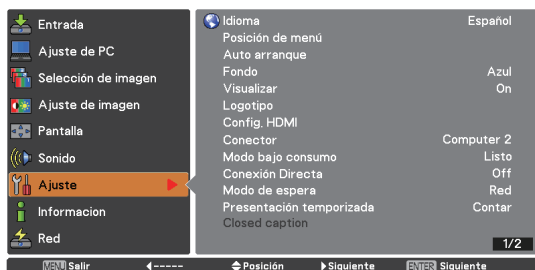 Entrada
Ajuste de PC
Selección de imagen
Ajuste de imagen
Pantalla
Sonido
Ajuste
Informacion
Red
Idioma Español
Posición de menú
Auto arranque
Fondo Azul
Visualizar On
Logotipo
Config. HDMI
Conector Computer 2
Modo bajo consumo Listo
Conexión Directa Off
Modo de espera Red
Presentación temporizada Contar
Closed caption
1/2
MENU Salir ----- Posición Siguiente ENTER Siguiente